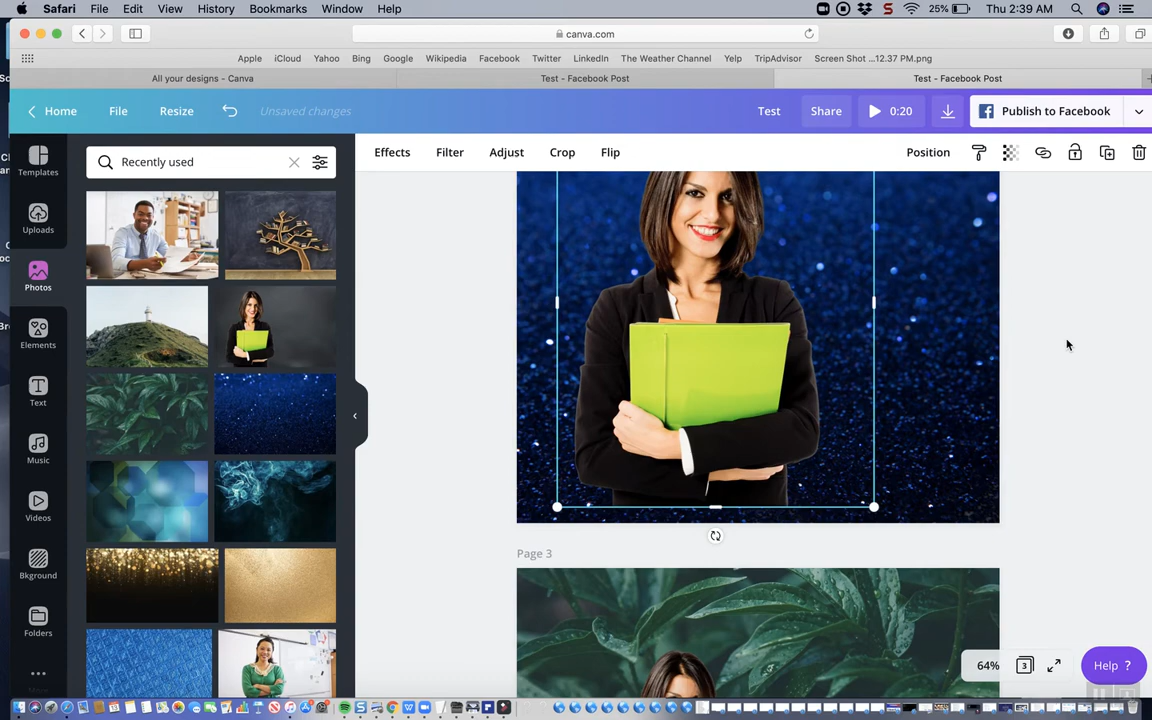 Safari File Edit View History Bookmarks Window Help 25% Thu 2:39 AM
canva.com
Apple iCloud Yahoo Bing Google Wikipedia Facebook Twitter LinkedIn The Weather Channel Yelp TripAdvisor Screen Shot ...12.37 PM.png
All your designs - Canva Test - Facebook Post Test - Facebook Post
Home File Resize Unsaved changes Test Share 0:20 Publish to Facebook
Templates
Recently used
Effects Filter Adjust Crop Flip Position
Uploads
Photos
Elements
Text
Music
Videos
Bkground
Page 3
Folders
64% 3 Help ?